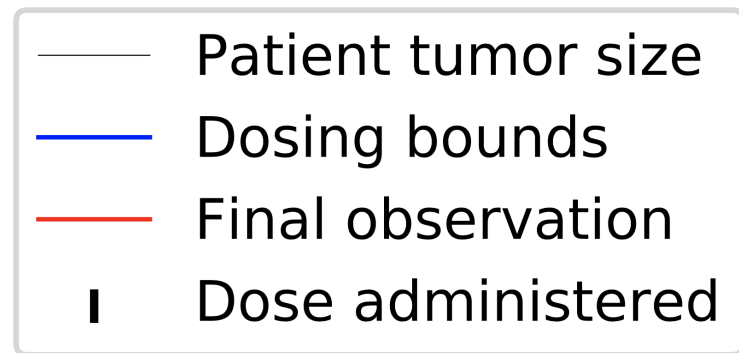 Patient tumor size
Dosing bounds
Final observation
Dose administered